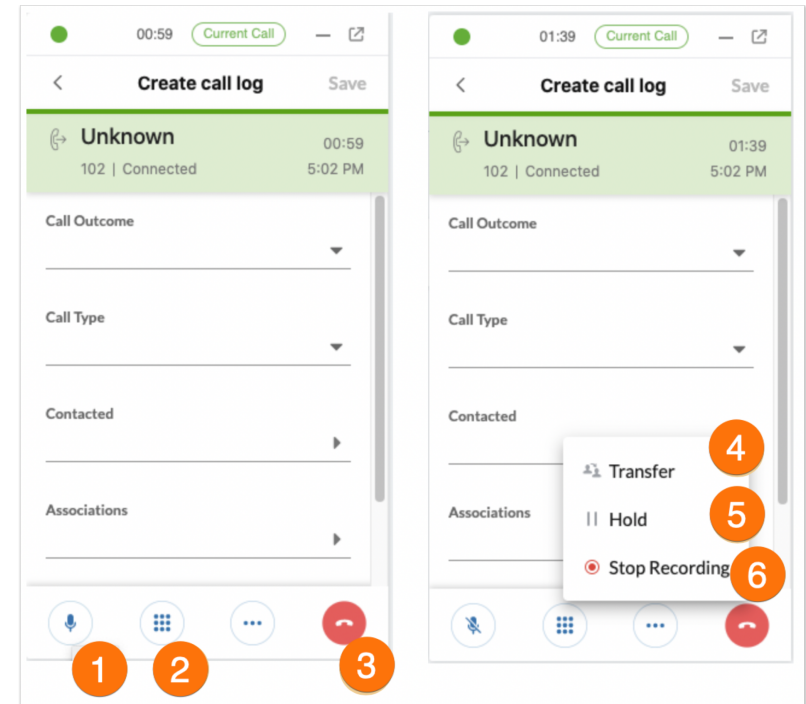 00:59 Current Call
Create call log Save
Unknown 00:59
102 | Connected 5:02 PM
Call Outcome
Call Type
Contacted
Associations
1 2 3
01:39 Current Call
Create call log Save
Unknown 01:39
102 | Connected 5:02 PM
Call Outcome
Call Type
Contacted
Associations
Transfer 4
Hold 5
Stop Recording 6